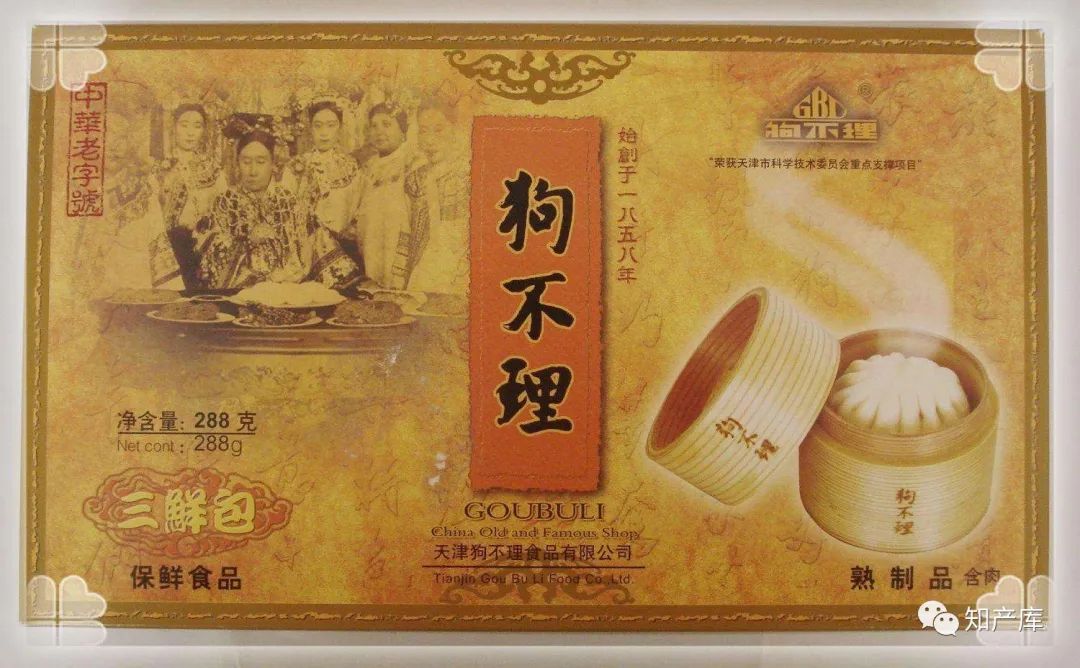 中華老字號
狗不理
始創于一八五八年
GBL®
狗不理
“荣获天津市科学技术委员会重点支撑项目”
净含量: 288 克
Net cont : 288g
三鮮包
保鲜食品
GOUBULI
China Old and Famous Shop
天津狗不理食品有限公司
Tianjin Gou Bu Li Food Co.,Ltd.
狗不理
狗不理
熟制品 含肉
知产库